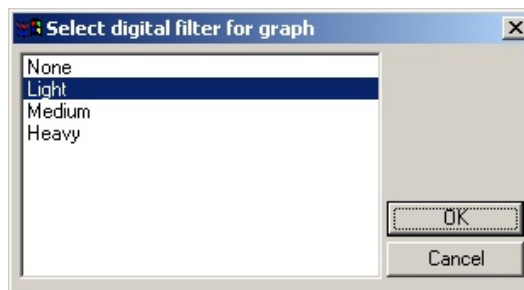 Select digital filter for graph
None
Light
Medium
Heavy
OK
Cancel